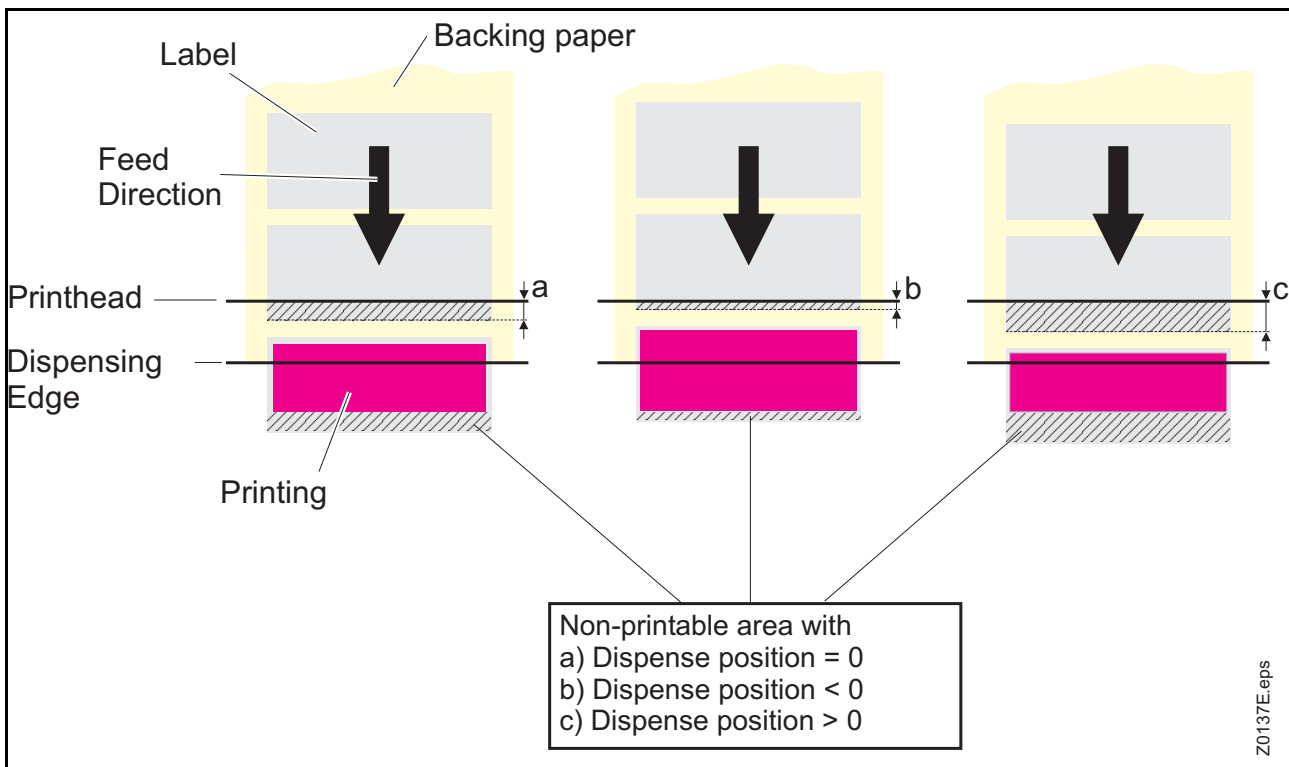 Backing paper
Label
Feed
Direction
a
b
c
Printhead
Dispensing
Edge
Printing
Non-printable area with
a) Dispense position = 0
b) Dispense position < 0
c) Dispense position > 0
Z0137E.eps